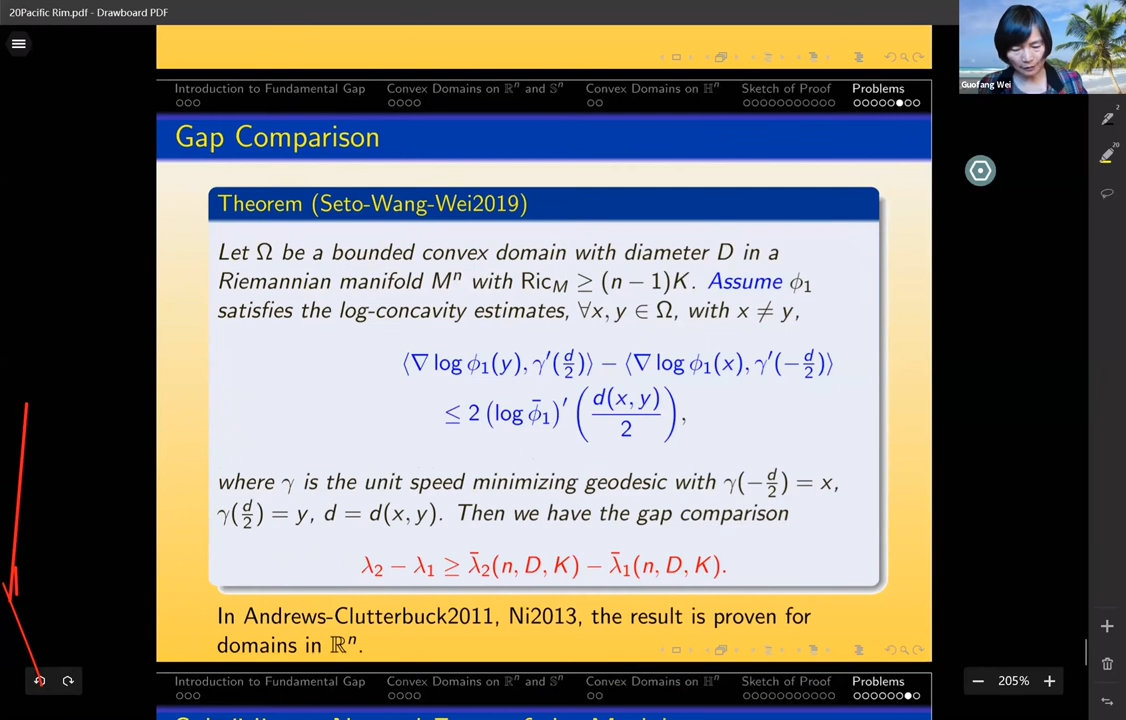 20Pacific Rim.pdf - Drawboard PDF
Guofang Wei
Introduction to Fundamental Gap Convex Domains on ℝⁿ and 𝕊ⁿ Convex Domains on ℍⁿ Sketch of Proof Problems
Gap Comparison
Theorem (Seto-Wang-Wei2019)
Let Ω be a bounded convex domain with diameter D in a
Riemannian manifold Mⁿ with Ric_M ≥ (n − 1)K. Assume ϕ₁
satisfies the log-concavity estimates, ∀x, y ∈ Ω, with x ≠ y,
⟨∇ log ϕ₁(y), γ′(d/2)⟩ − ⟨∇ log ϕ₁(x), γ′(−d/2)⟩
≤ 2 (log ϕ̄₁)′ (d(x, y)/2),
where γ is the unit speed minimizing geodesic with γ(−d/2) = x,
γ(d/2) = y, d = d(x, y). Then we have the gap comparison
λ₂ − λ₁ ≥ λ̄₂(n, D, K) − λ̄₁(n, D, K).
In Andrews-Clutterbuck2011, Ni2013, the result is proven for
domains in ℝⁿ.
Introduction to Fundamental Gap Convex Domains on ℝⁿ and 𝕊ⁿ Convex Domains on ℍⁿ Sketch of Proof Problems
2
20
205%